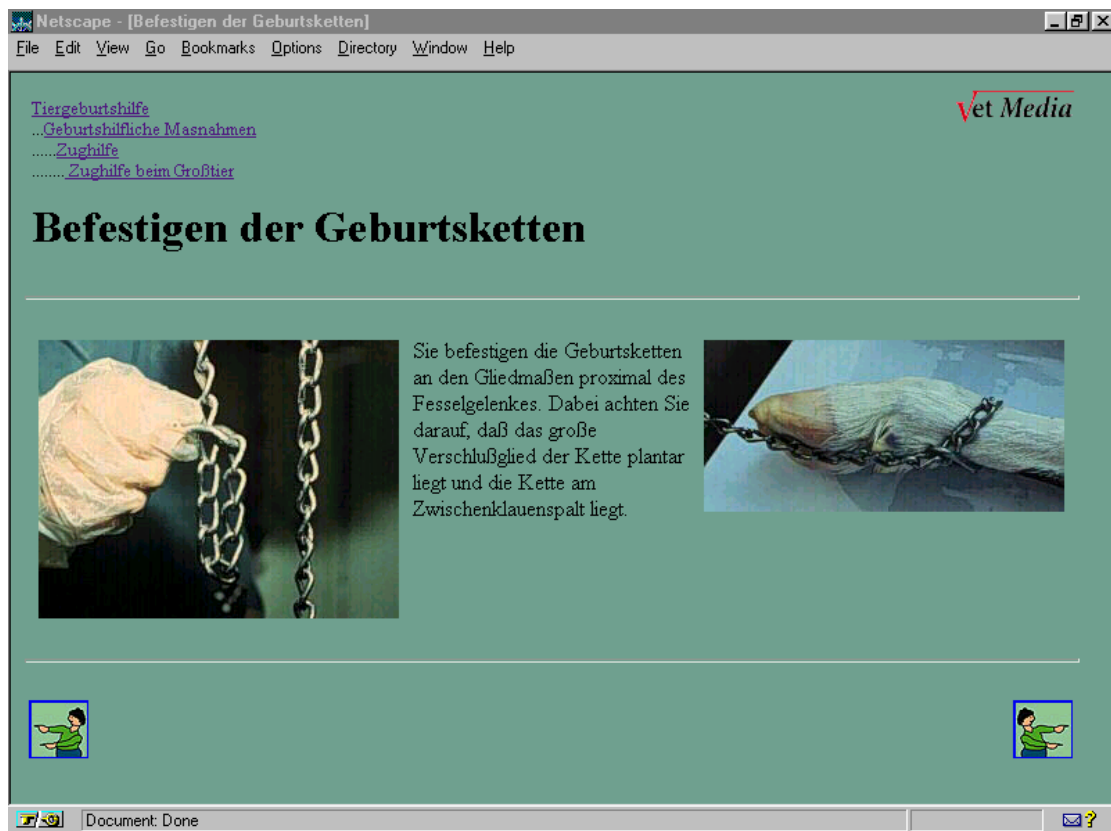 Netscape - [Befestigen der Geburtsketten]
File Edit View Go Bookmarks Options Directory Window Help
Tiergeburtshilfe
...Geburtshilfliche Masnahmen
......Zughilfe
........ Zughilfe beim Großtier
Vet Media
Befestigen der Geburtsketten
Sie befestigen die Geburtsketten
an den Gliedmaßen proximal des
Fesselgelenkes. Dabei achten Sie
darauf, daß das große
Verschlußglied der Kette plantar
liegt und die Kette am
Zwischenklauenspalt liegt.
Document: Done